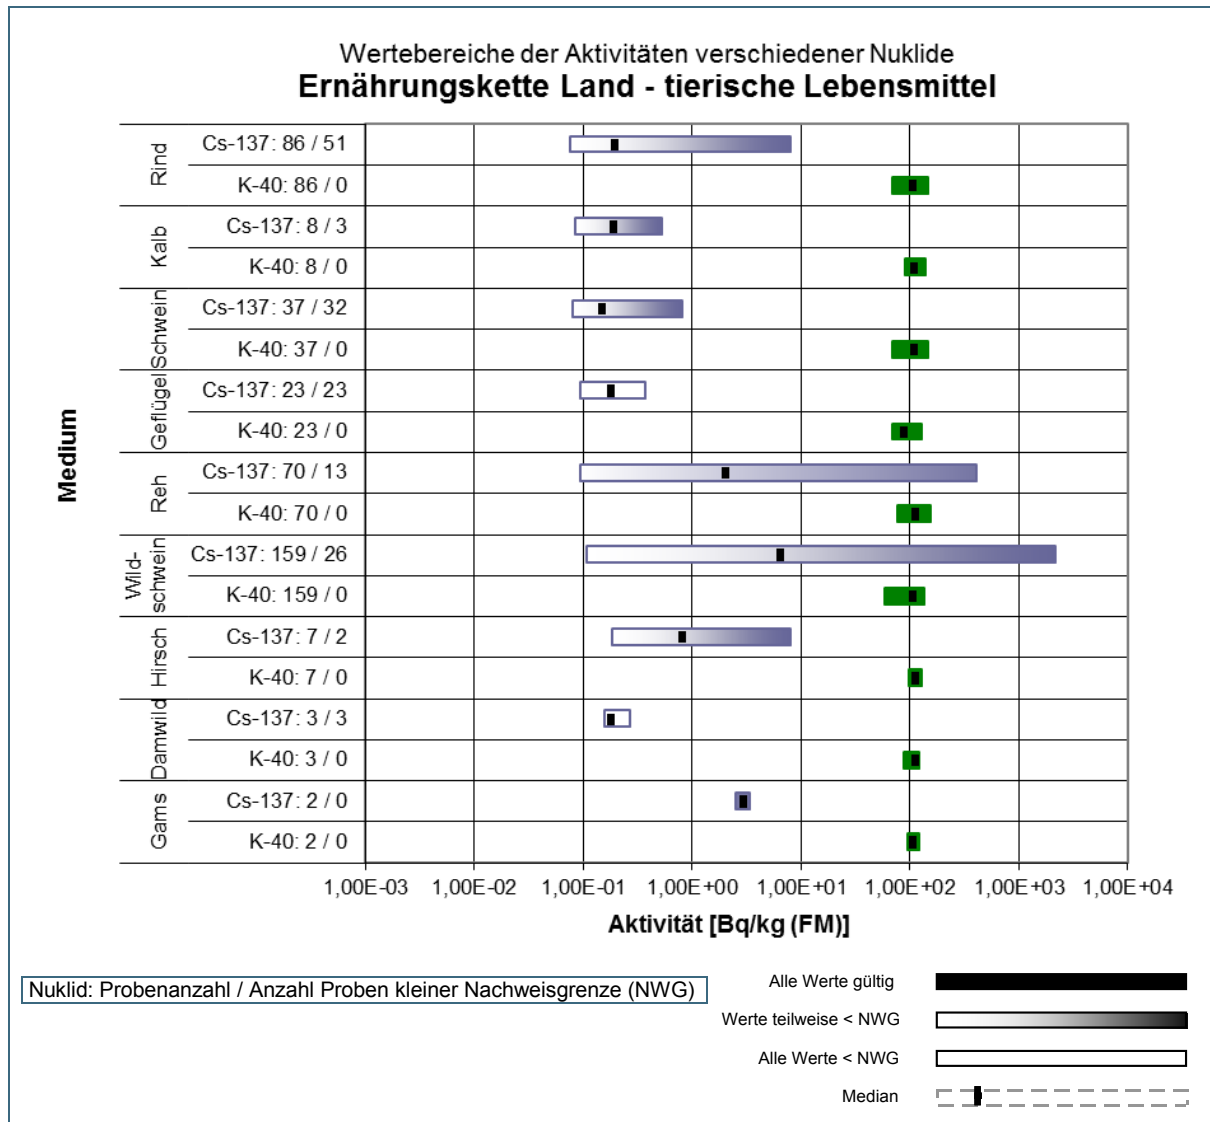 Wertebereiche der Aktivitäten verschiedener Nuklide
Ernährungskette Land - tierische Lebensmittel
Medium
Rind
Cs-137: 86 / 51
K-40: 86 / 0
Kalb
Cs-137: 8 / 3
K-40: 8 / 0
Schwein
Cs-137: 37 / 32
K-40: 37 / 0
Geflügel
Cs-137: 23 / 23
K-40: 23 / 0
Reh
Cs-137: 70 / 13
K-40: 70 / 0
Wild-
schwein
Cs-137: 159 / 26
K-40: 159 / 0
Hirsch
Cs-137: 7 / 2
K-40: 7 / 0
Damwild
Cs-137: 3 / 3
K-40: 3 / 0
Gams
Cs-137: 2 / 0
K-40: 2 / 0
1,00E-03 1,00E-02 1,00E-01 1,00E+00 1,00E+01 1,00E+02 1,00E+03 1,00E+04
Aktivität [Bq/kg (FM)]
Nuklid: Probenanzahl / Anzahl Proben kleiner Nachweisgrenze (NWG)
Alle Werte gültig
Werte teilweise < NWG
Alle Werte < NWG
Median